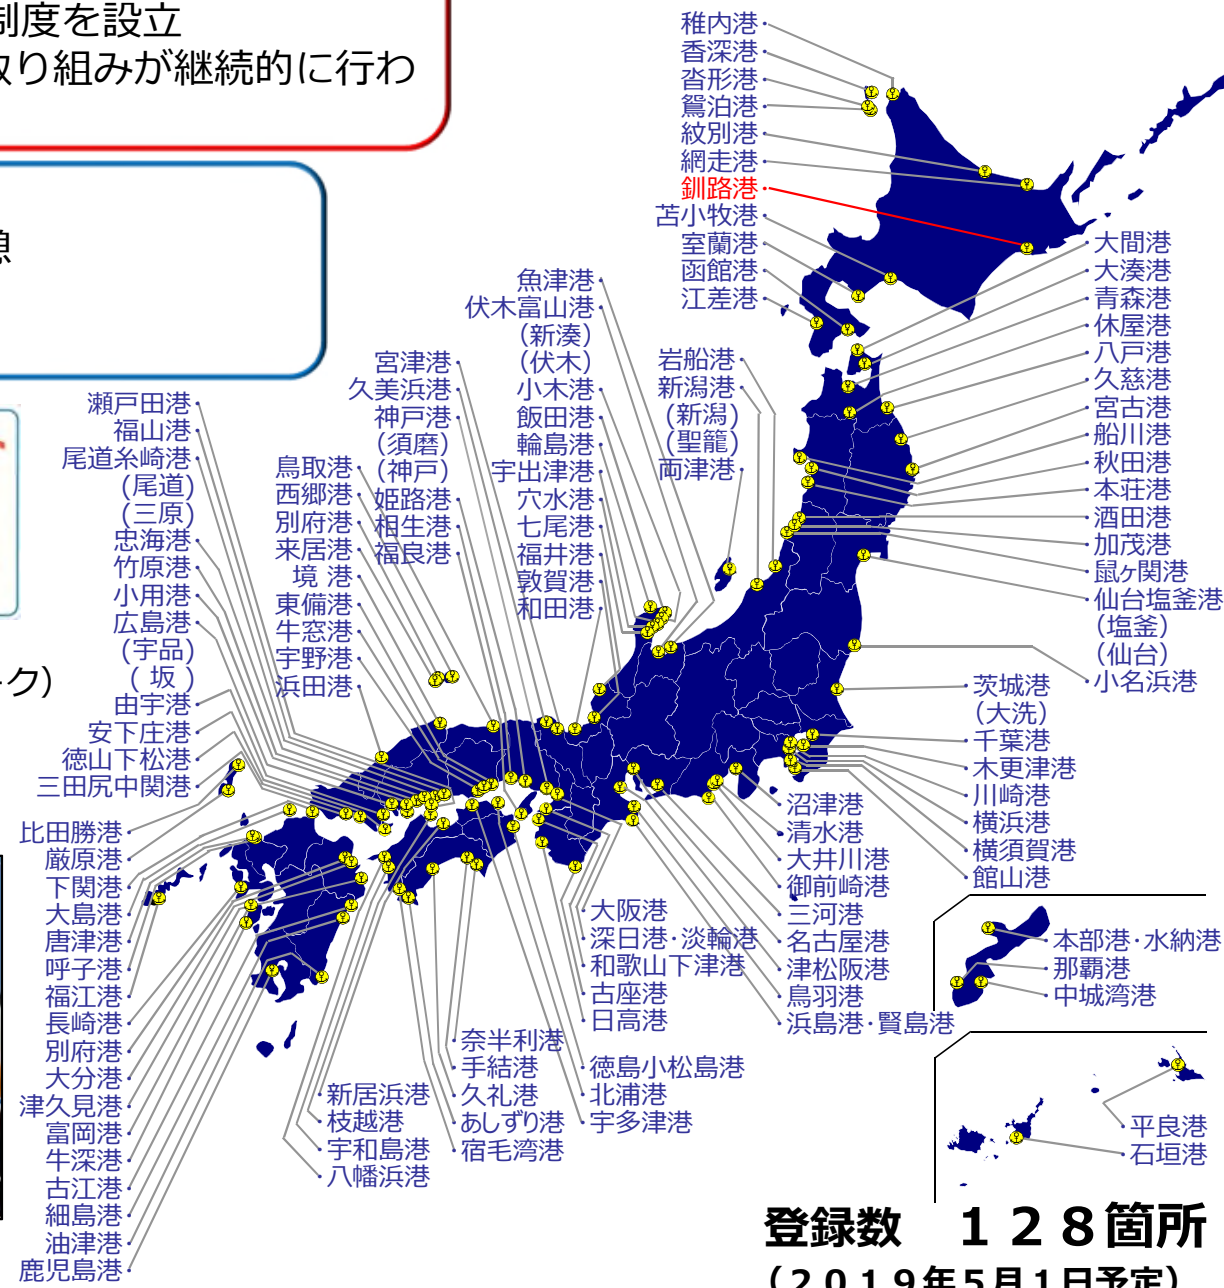 制度を設立
取り組みが継続的に行わ
憩
ーク)
稚内港
香深港
沓形港
鴛泊港
紋別港
網走港
釧路港
苫小牧港
室蘭港
函館港
江差港
大間港
大湊港
青森港
休屋港
八戸港
久慈港
宮古港
船川港
秋田港
本荘港
酒田港
加茂港
鼠ヶ関港
仙台塩釜港
(塩釜)
(仙台)
小名浜港
岩船港
新潟港
(新潟)
(聖籠)
両津港
魚津港
伏木富山港
(新湊)
(伏木)
小木港
飯田港
輪島港
宇出津港
穴水港
七尾港
福井港
敦賀港
和田港
宮津港
久美浜港
神戸港
(須磨)
(神戸)
姫路港
相生港
福良港
鳥取港
西郷港
別府港
来居港
境 港
東備港
牛窓港
宇野港
浜田港
瀬戸田港
福山港
尾道糸崎港
(尾道)
(三原)
忠海港
竹原港
小用港
広島港
(宇品)
( 坂 )
由宇港
安下庄港
徳山下松港
三田尻中関港
比田勝港
厳原港
下関港
大島港
唐津港
呼子港
福江港
長崎港
別府港
大分港
津久見港
富岡港
牛深港
古江港
細島港
油津港
鹿児島港
新居浜港
枝越港
宇和島港
八幡浜港
奈半利港
手結港
久礼港
あしずり港
宿毛湾港
徳島小松島港
北浦港
宇多津港
大阪港
深日港・淡輪港
和歌山下津港
古座港
日高港
茨城港
(大洗)
千葉港
木更津港
川崎港
横浜港
横須賀港
館山港
沼津港
清水港
大井川港
御前崎港
三河港
名古屋港
津松阪港
鳥羽港
浜島港・賢島港
本部港・水納港
那覇港
中城湾港
平良港
石垣港
登録数 128箇所
(2019年5月1日予定)